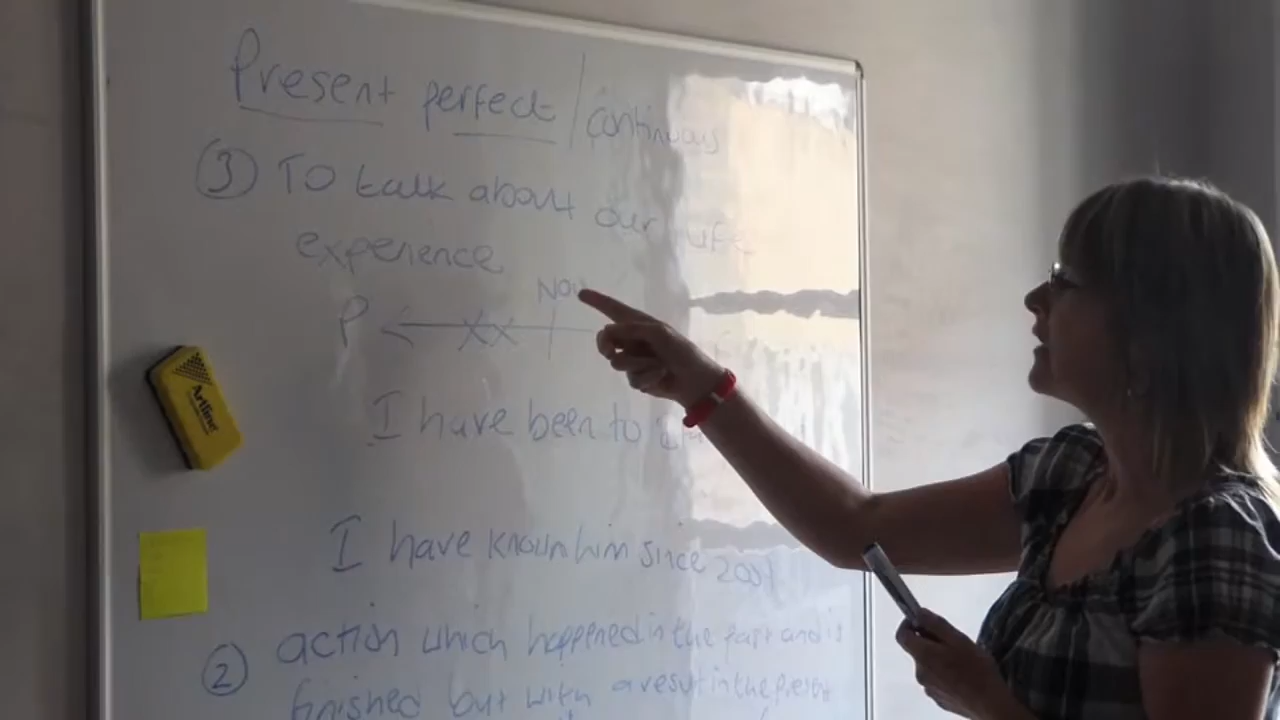 Present perfect / continuous
③ To talk about our life
experience
Now
P
I have been to
I have known him since 2001
② action which happened in the past and is
finished but with a result in the present
Artline